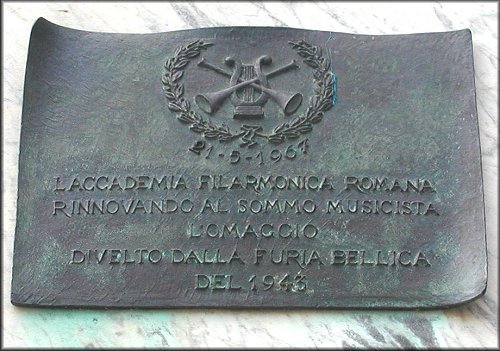 21-5-1967
L'ACCADEMIA FILARMONICA ROMANA
RINNOVANDO AL SOMMO MUSICISTA
L'OMAGGIO
DIVELTO DALLA FURIA BELLICA
DEL 1943